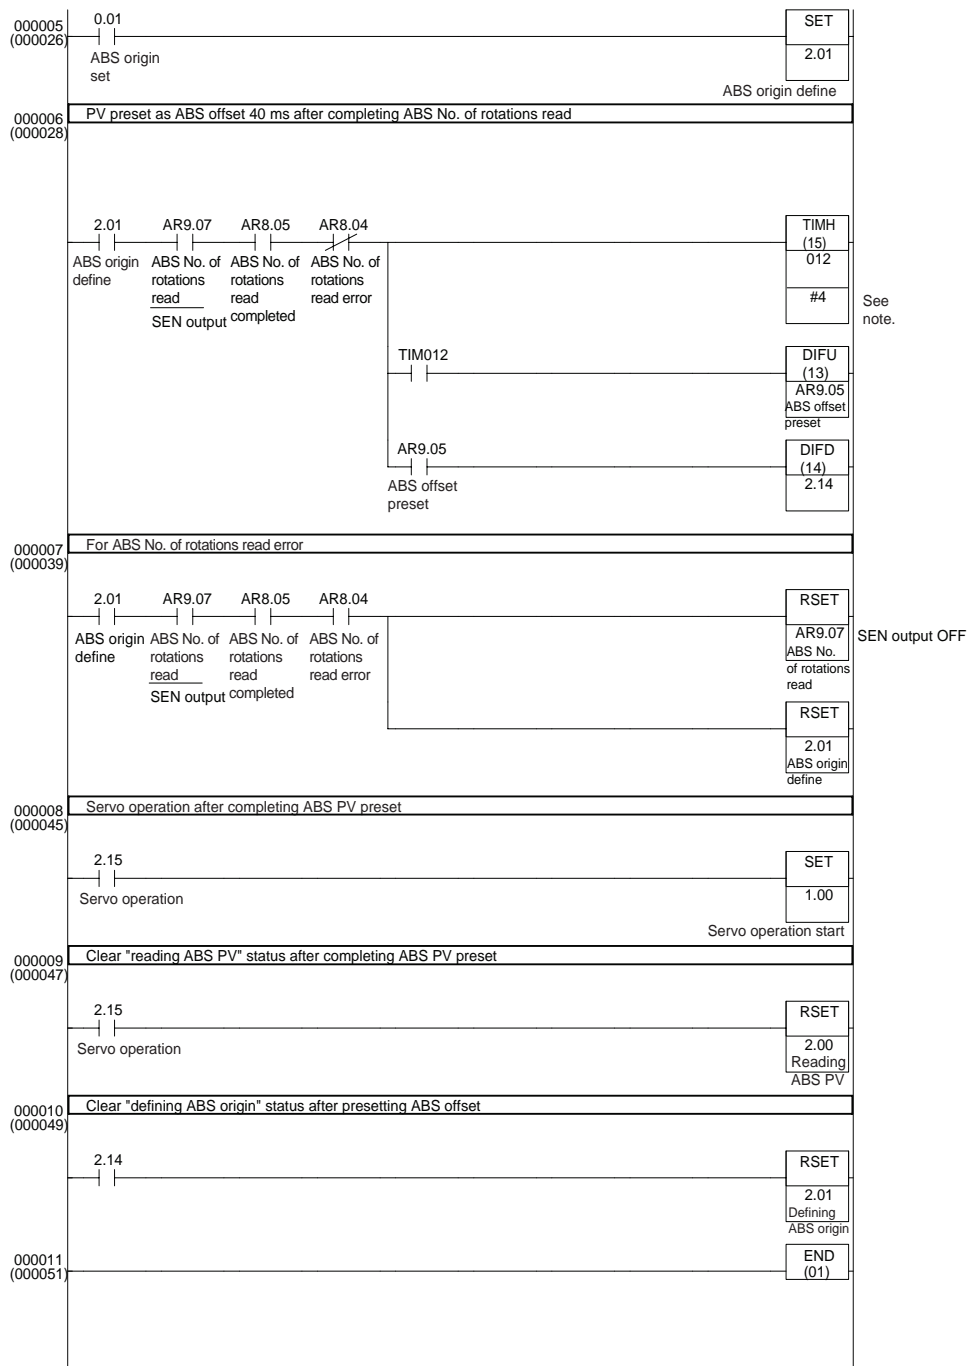 000005
(000026)
0.01
ABS origin
set
SET
2.01
ABS origin define
000006
(000028)
PV preset as ABS offset 40 ms after completing ABS No. of rotations read
2.01 AR9.07 AR8.05 AR8.04
ABS origin
define
ABS No. of
rotations
read
SEN output
ABS No. of
rotations
read
completed
ABS No. of
rotations
read error
TIMH
(15)
012
#4
See
note.
TIM012
DIFU
(13)
AR9.05
ABS offset
preset
AR9.05
ABS offset
preset
DIFD
(14)
2.14
000007
(000039)
For ABS No. of rotations read error
2.01 AR9.07 AR8.05 AR8.04
ABS origin
define
ABS No. of
rotations
read
SEN output
ABS No. of
rotations
read
completed
ABS No. of
rotations
read error
RSET
AR9.07
ABS No.
of rotations
read
SEN output OFF
RSET
2.01
ABS origin
define
000008
(000045)
Servo operation after completing ABS PV preset
2.15
Servo operation
SET
1.00
Servo operation start
000009
(000047)
Clear "reading ABS PV" status after completing ABS PV preset
2.15
Servo operation
RSET
2.00
Reading
ABS PV
000010
(000049)
Clear "defining ABS origin" status after presetting ABS offset
2.14
RSET
2.01
Defining
ABS origin
000011
(000051)
END
(01)